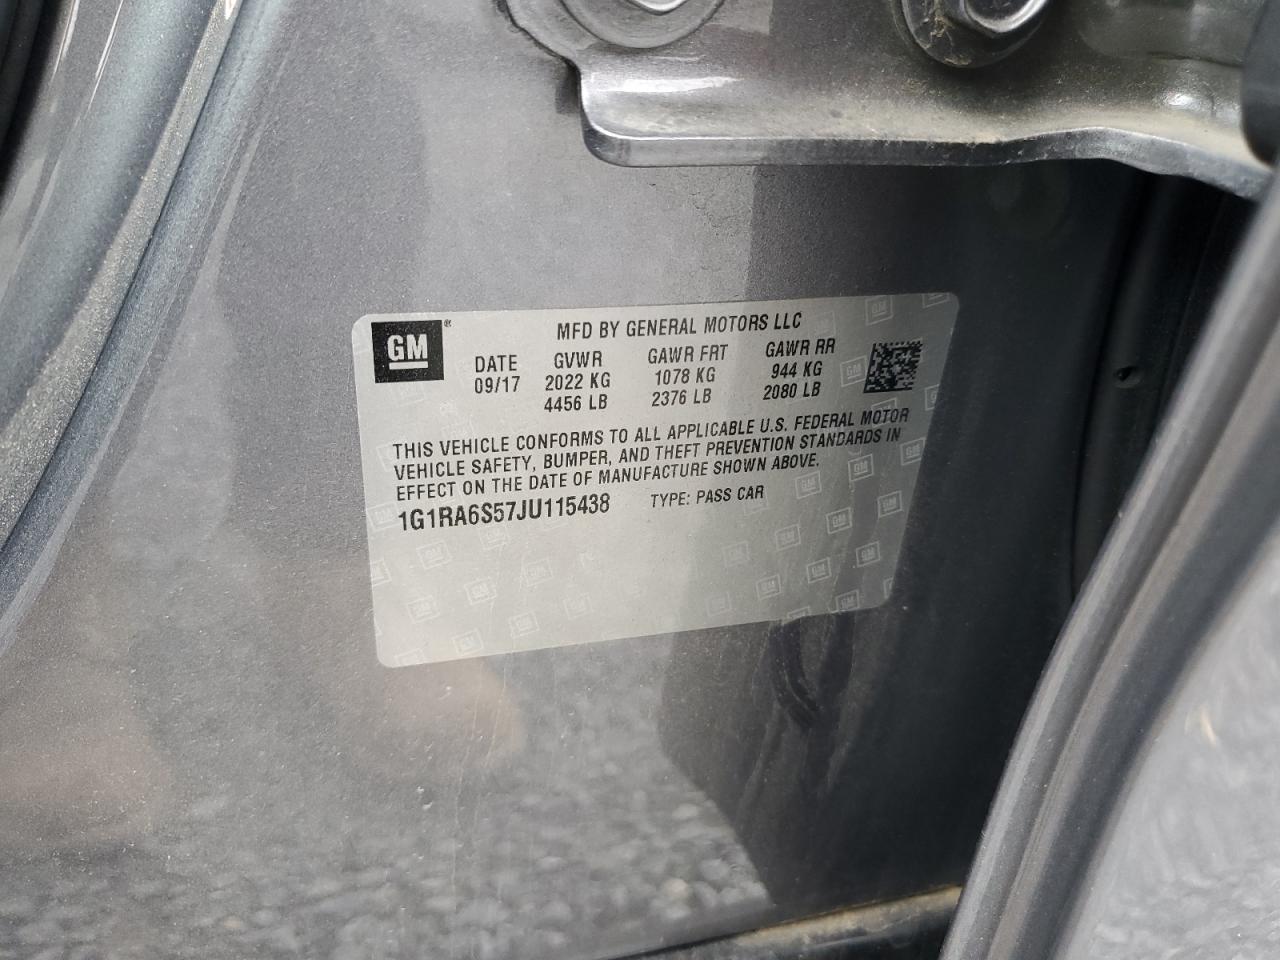 GM®
MFD BY GENERAL MOTORS LLC
DATE GVWR GAWR FRT GAWR RR
09/17 2022 KG 1078 KG 944 KG
4456 LB 2376 LB 2080 LB
THIS VEHICLE CONFORMS TO ALL APPLICABLE U.S. FEDERAL MOTOR
VEHICLE SAFETY, BUMPER, AND THEFT PREVENTION STANDARDS IN
EFFECT ON THE DATE OF MANUFACTURE SHOWN ABOVE.
1G1RA6S57JU115438 TYPE: PASS CAR